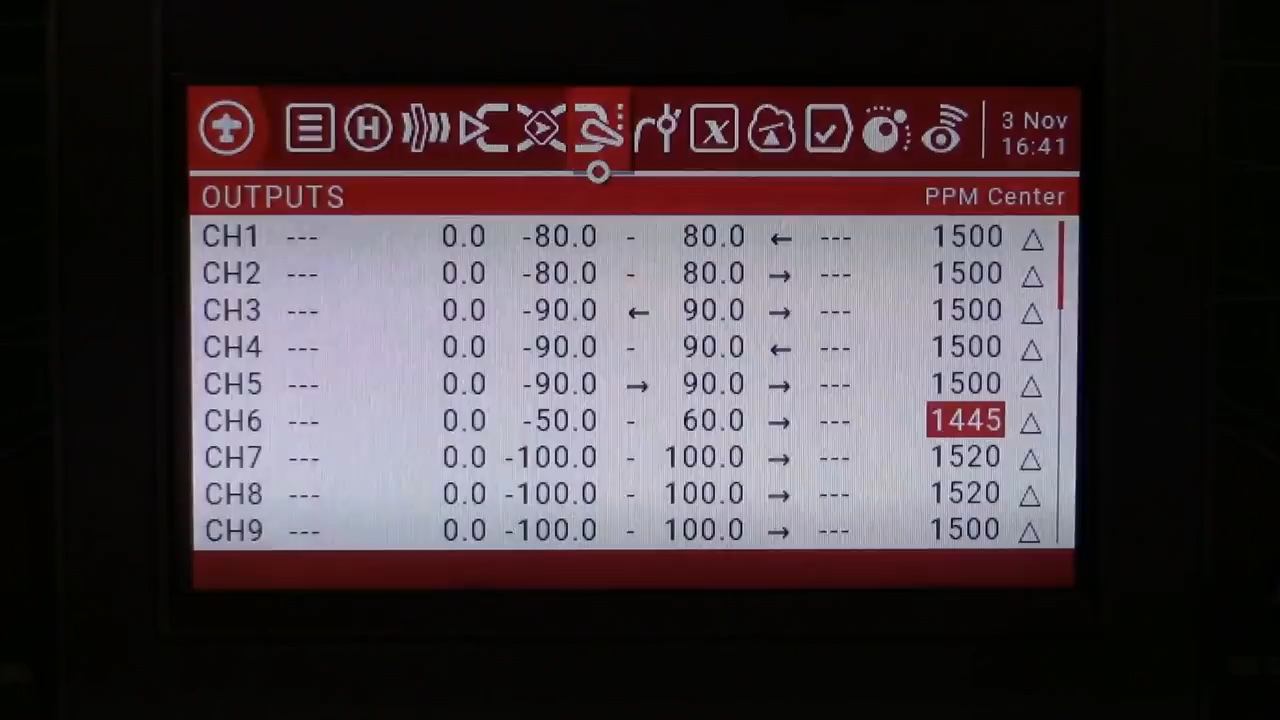 3 Nov
16:41
OUTPUTS PPM Center
CH1 --- 0.0 -80.0 - 80.0 ← --- 1500 △
CH2 --- 0.0 -80.0 - 80.0 → --- 1500 △
CH3 --- 0.0 -90.0 ← 90.0 → --- 1500 △
CH4 --- 0.0 -90.0 - 90.0 ← --- 1500 △
CH5 --- 0.0 -90.0 → 90.0 → --- 1500 △
CH6 --- 0.0 -50.0 - 60.0 → --- 1445 △
CH7 --- 0.0 -100.0 - 100.0 → --- 1520 △
CH8 --- 0.0 -100.0 - 100.0 → --- 1520 △
CH9 --- 0.0 -100.0 - 100.0 → --- 1500 △